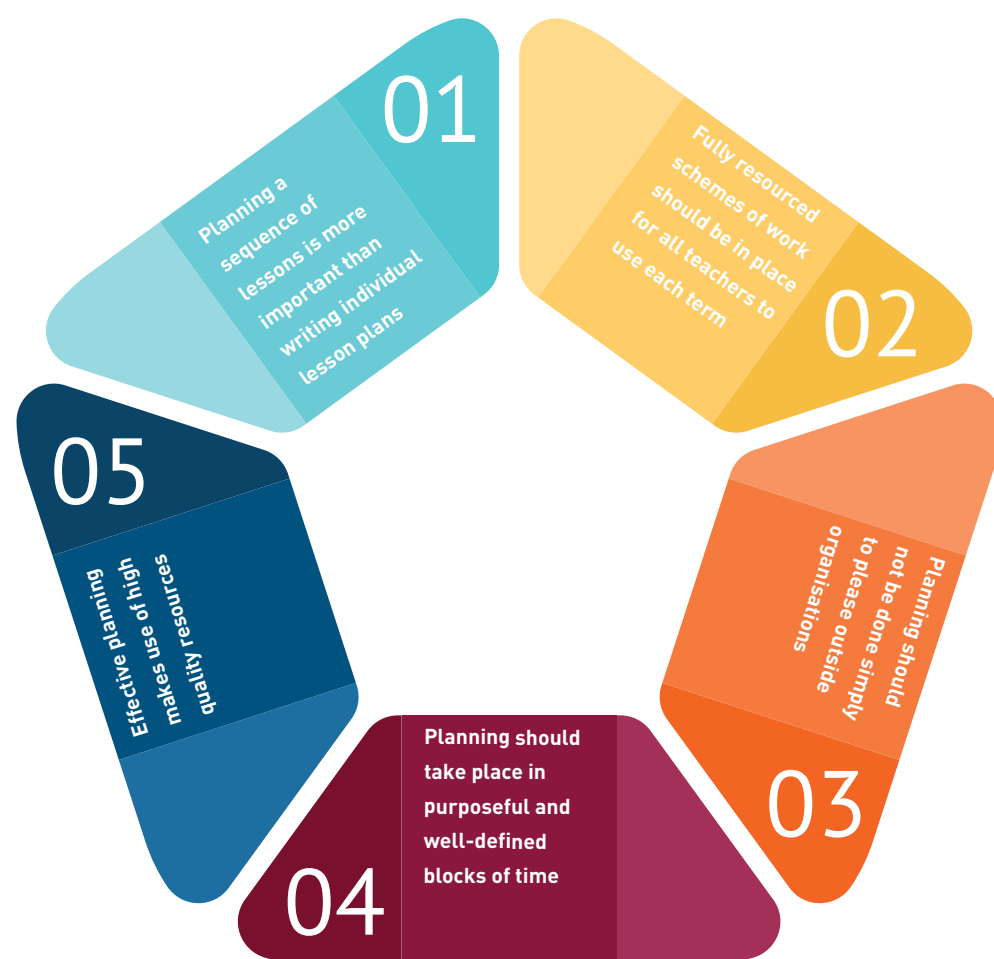 01
Planning a
sequence of
lessons is more
important than
writing individual
lesson plans
02
Fully resourced
schemes of work
should be in place
for all teachers to
use each term
03
Planning should
not be done simply
to please outside
organisations
04
Planning should
take place in
purposeful and
well-defined
blocks of time
05
Effective planning
makes use of high
quality resources